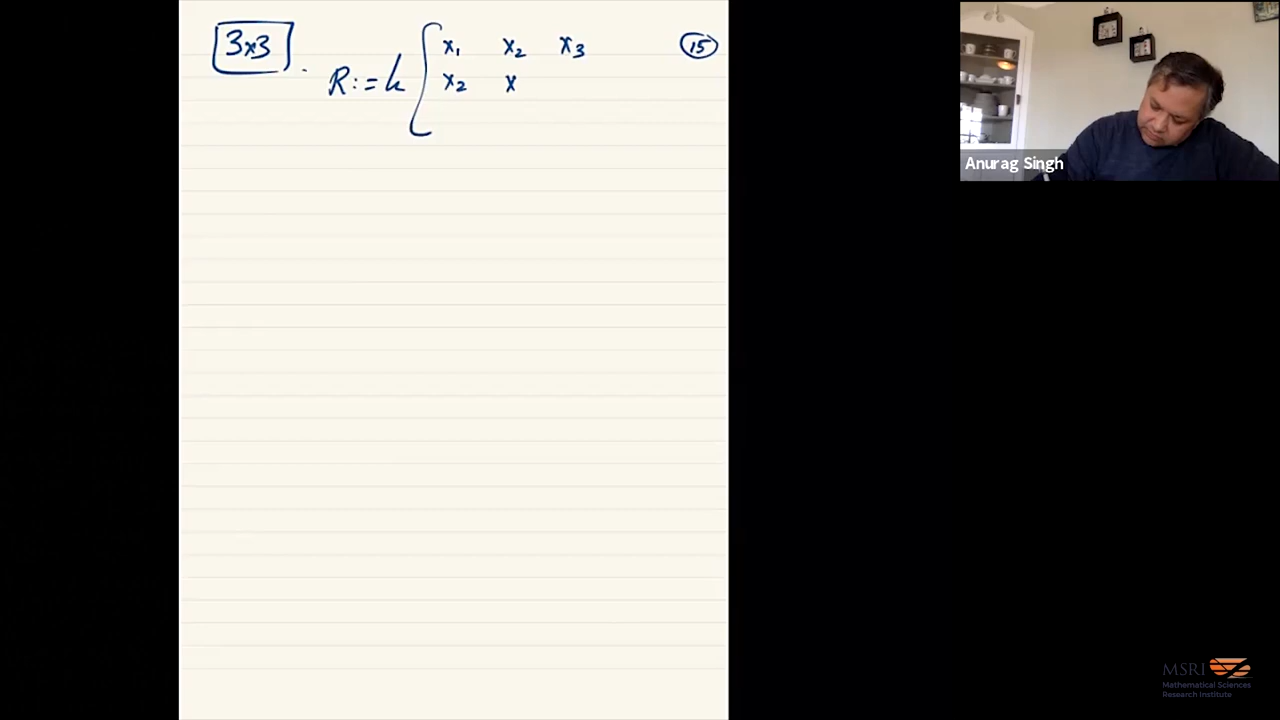 3x3
x₁ x₂ x₃
15
R:=k[
x₂ x
Anurag Singh
MSRI
Mathematical Sciences
Research Institute